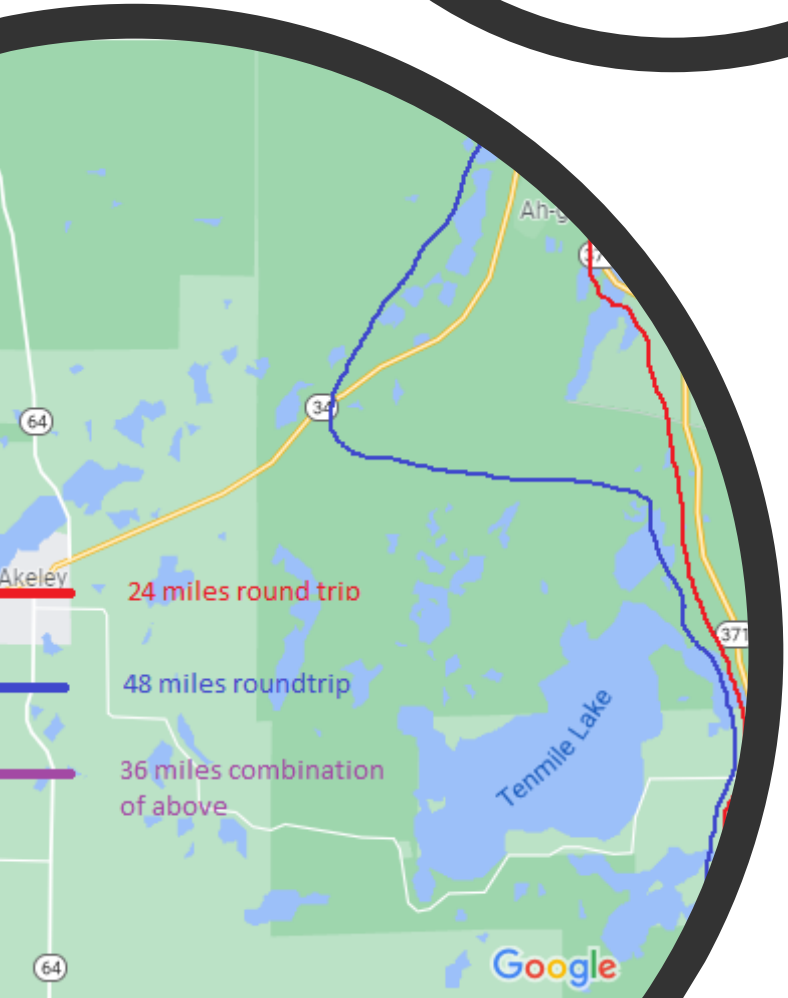 Ah-g
37
34
64
Akeley
24 miles round trip
371
48 miles roundtrip
Tenmile Lake
36 miles combination
of above
64
Google